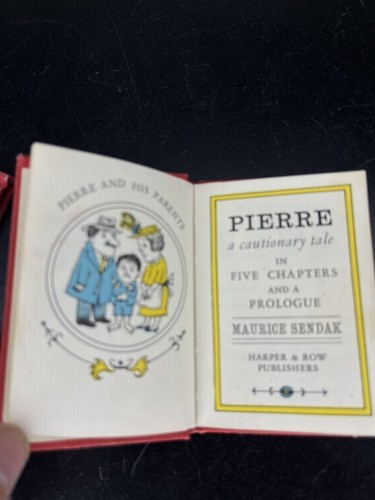 PIERRE AND HIS PARENTS
PIERRE
a cautionary tale
IN
FIVE CHAPTERS
AND A
PROLOGUE
MAURICE SENDAK
HARPER & ROW
PUBLISHERS